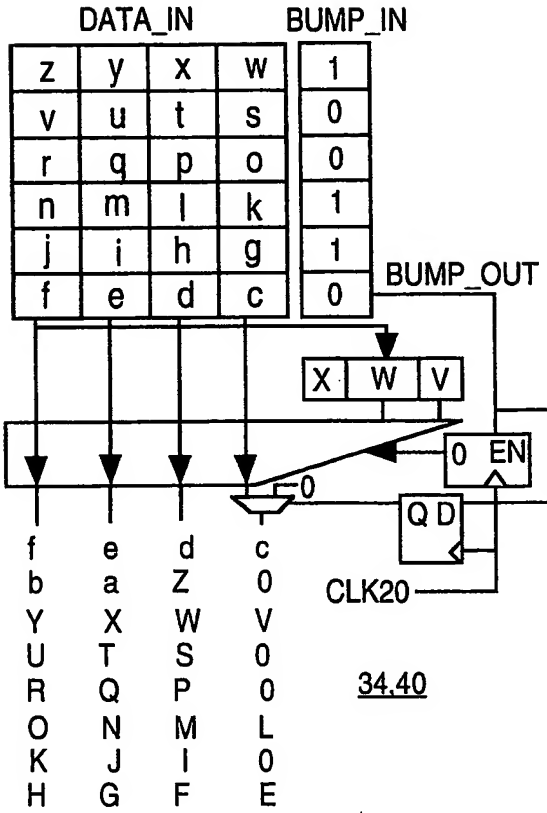 DATA_IN BUMP_IN
z y x w 1
v u t s 0
r q p o 0
n m l k 1
j i h g 1
f e d c 0
BUMP_OUT
X W V
0 EN
0
Q D
CLK20
f e d c
b a Z 0
Y X W V
U T S 0
R Q P 0
34,40
O N M L
K J I 0
H G F E